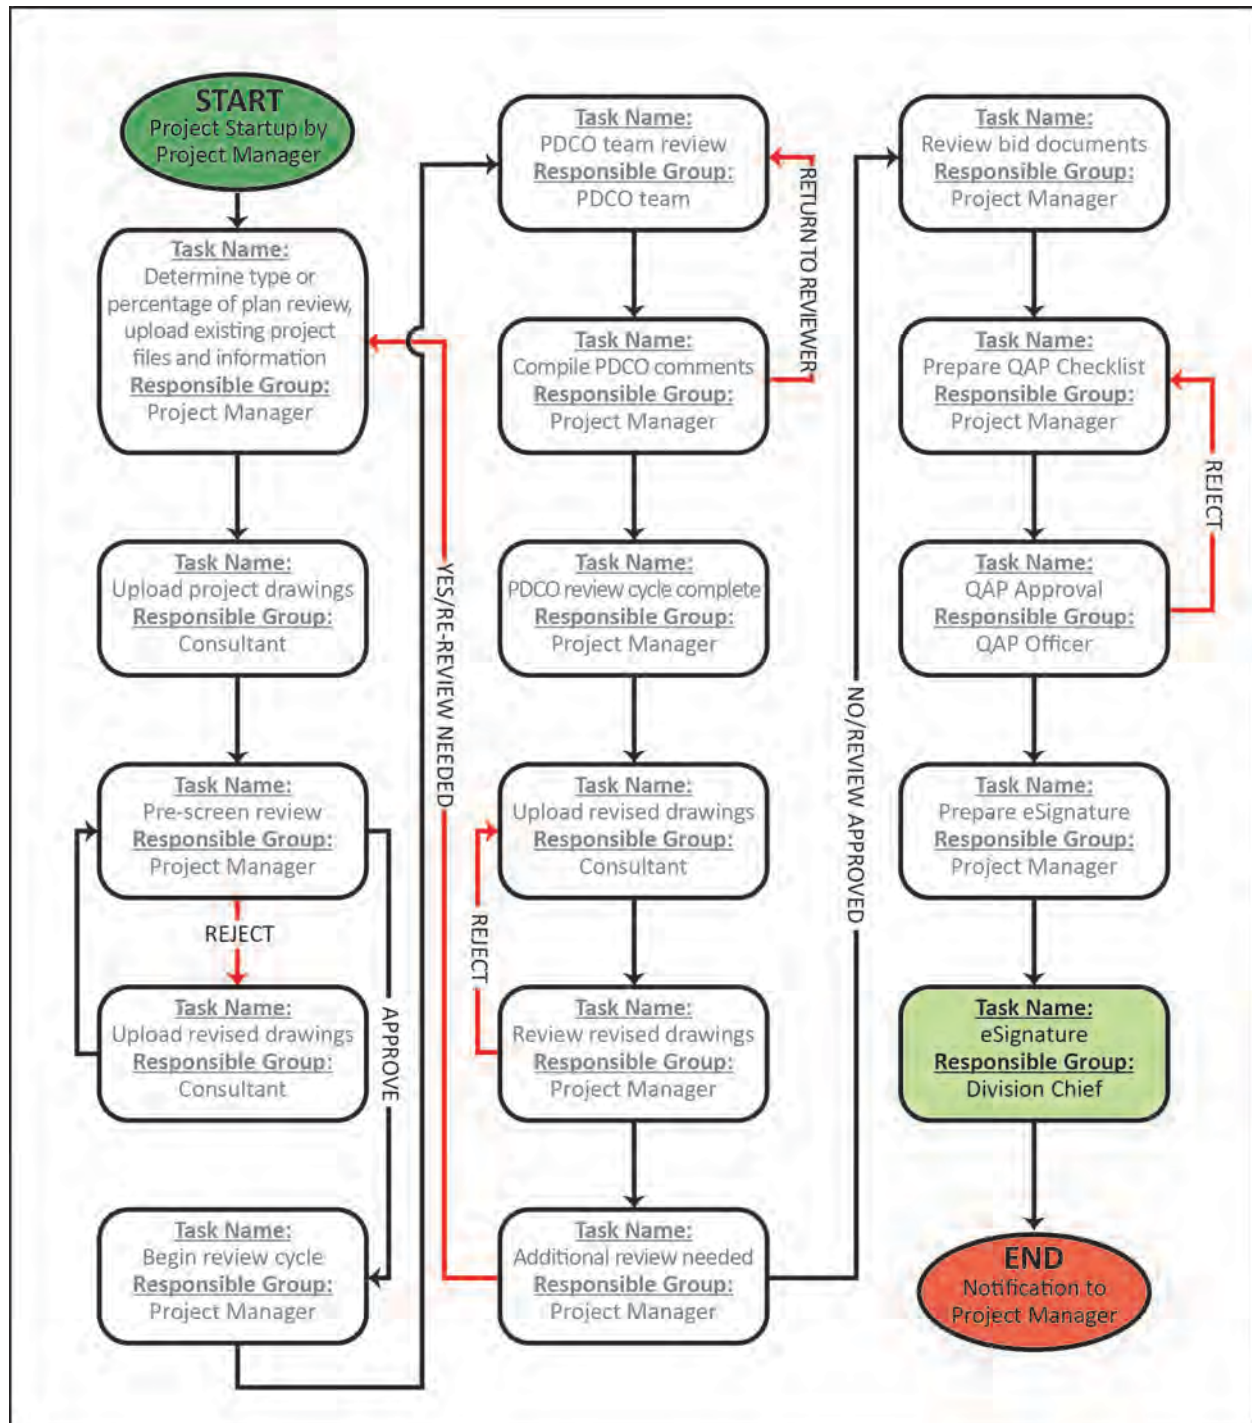 START
Project Startup by
Project Manager
Task Name:
Determine type or
percentage of plan review,
upload existing project
files and information
Responsible Group:
Project Manager
Task Name:
Upload project drawings
Responsible Group:
Consultant
Task Name:
Pre-screen review
Responsible Group:
Project Manager
REJECT
APPROVE
Task Name:
Upload revised drawings
Responsible Group:
Consultant
Task Name:
Begin review cycle
Responsible Group:
Project Manager
Task Name:
PDCO team review
Responsible Group:
PDCO team
RETURN TO REVIEWER
Task Name:
Compile PDCO comments
Responsible Group:
Project Manager
Task Name:
PDCO review cycle complete
Responsible Group:
Project Manager
YES/RE-REVIEW NEEDED
Task Name:
Upload revised drawings
Responsible Group:
Consultant
REJECT
Task Name:
Review revised drawings
Responsible Group:
Project Manager
Task Name:
Additional review needed
Responsible Group:
Project Manager
NO/REVIEW APPROVED
Task Name:
Review bid documents
Responsible Group:
Project Manager
Task Name:
Prepare QAP Checklist
Responsible Group:
Project Manager
REJECT
Task Name:
QAP Approval
Responsible Group:
QAP Officer
Task Name:
Prepare eSignature
Responsible Group:
Project Manager
Task Name:
eSignature
Responsible Group:
Division Chief
END
Notification to
Project Manager